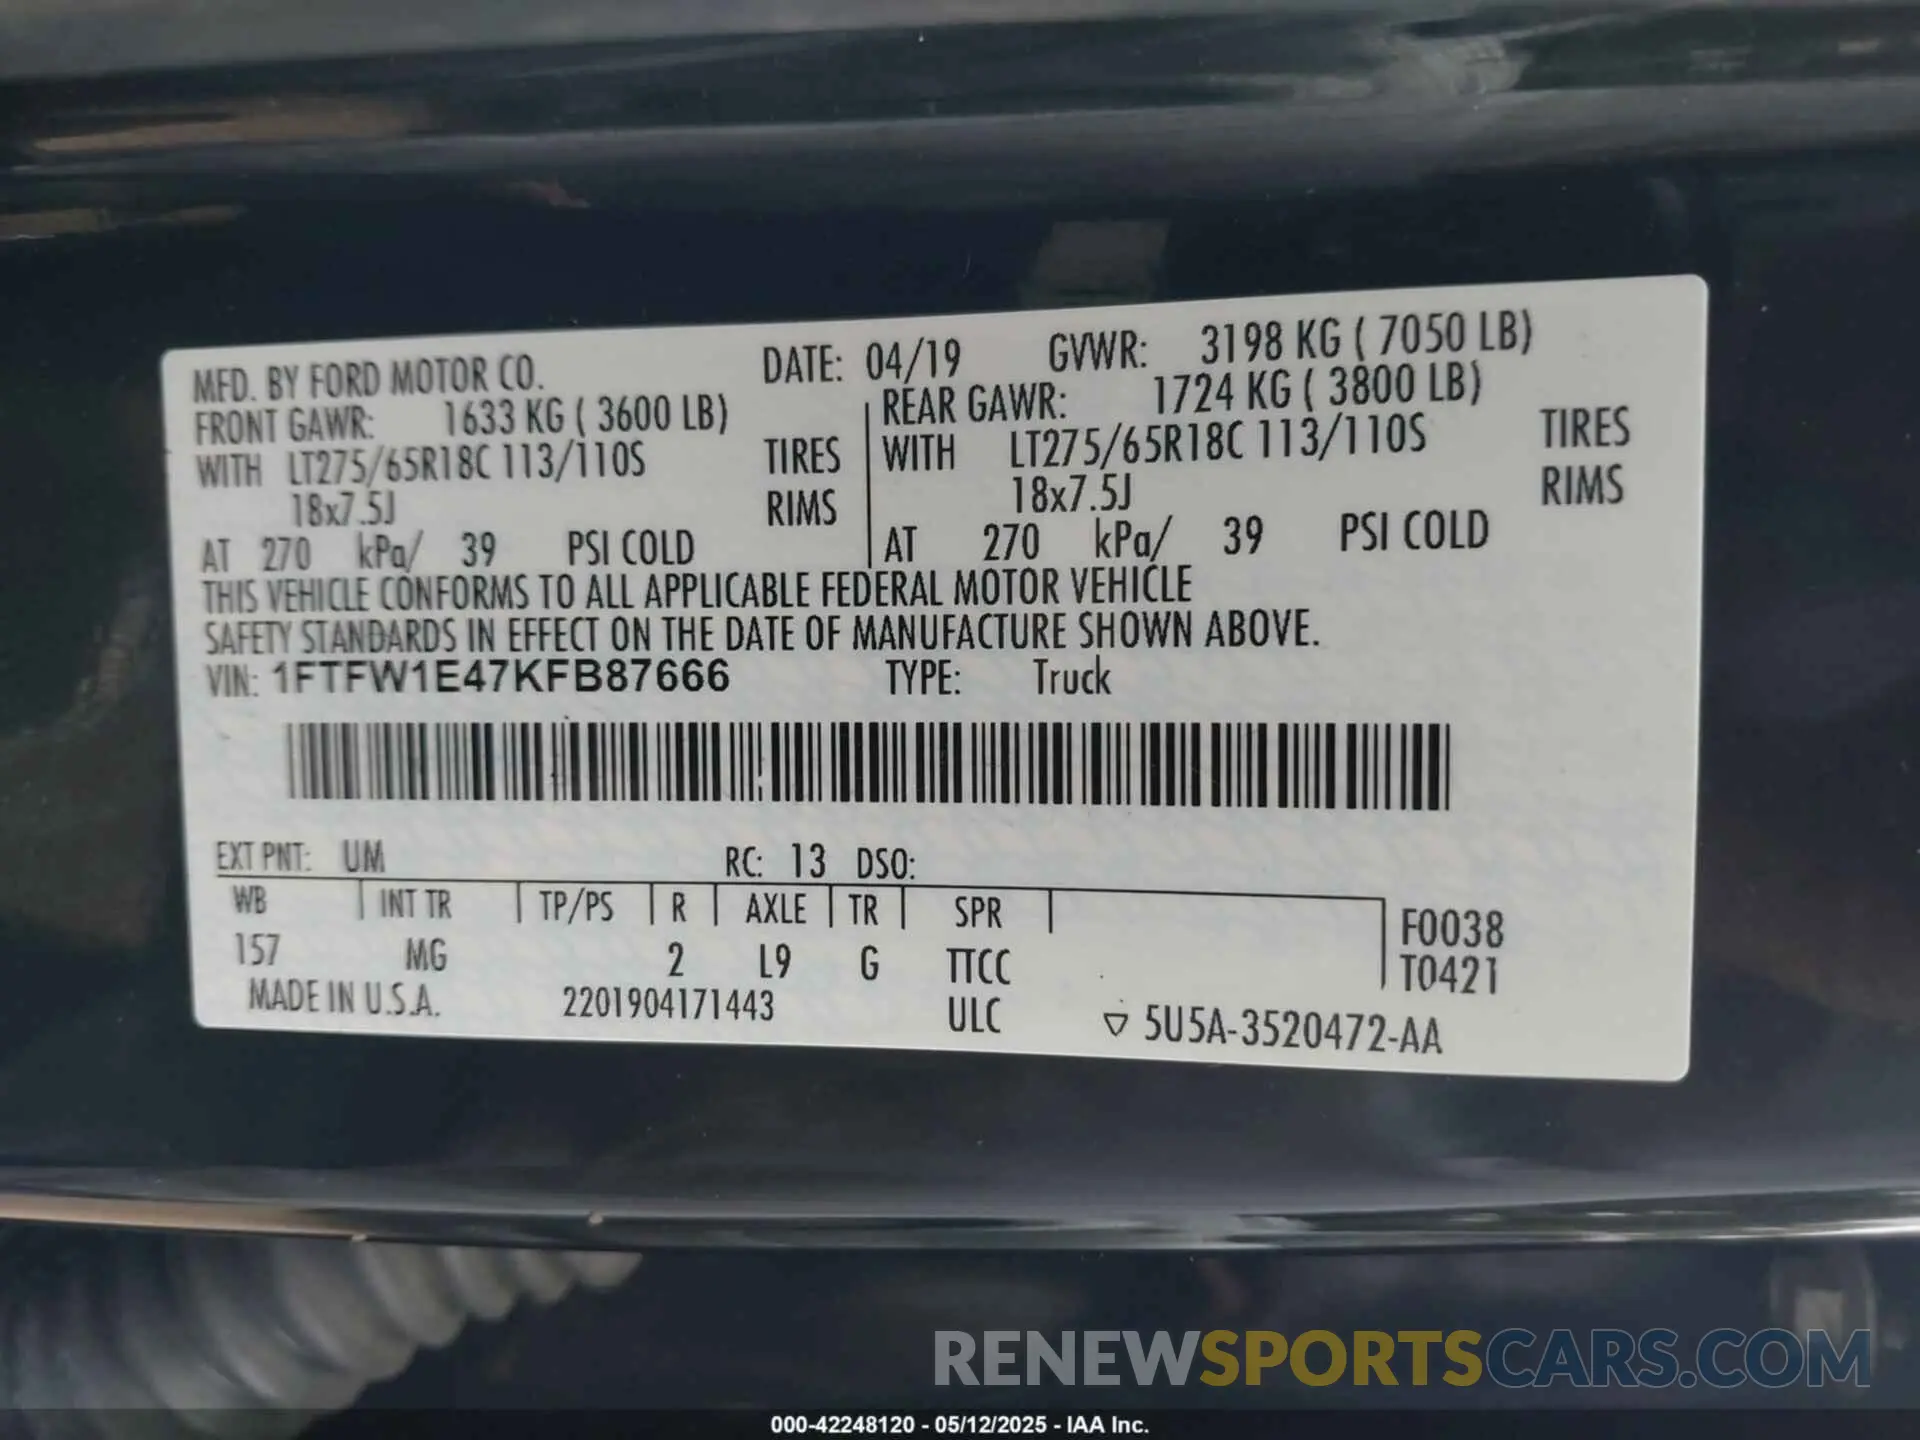 MFD. BY FORD MOTOR CO. DATE: 04/19 GVWR: 3198 KG ( 7050 LB)
FRONT GAWR: 1633 KG ( 3600 LB) REAR GAWR: 1724 KG ( 3800 LB)
WITH LT275/65R18C 113/110S TIRES WITH LT275/65R18C 113/110S TIRES
18x7.5J RIMS 18x7.5J RIMS
AT 270 kPa/ 39 PSI COLD AT 270 kPa/ 39 PSI COLD
THIS VEHICLE CONFORMS TO ALL APPLICABLE FEDERAL MOTOR VEHICLE
SAFETY STANDARDS IN EFFECT ON THE DATE OF MANUFACTURE SHOWN ABOVE.
VIN: 1FTFW1E47KFB87666 TYPE: Truck
EXT PNT: UM RC: 13 DSO:
WB INT TR TP/PS R AXLE TR SPR F0038
157 MG 2 L9 G TTCC T0421
MADE IN U.S.A. 2201904171443 ULC 5U5A-3520472-AA
RENEWSPORTSCARS.COM
000-42248120 - 05/12/2025 - IAA Inc.